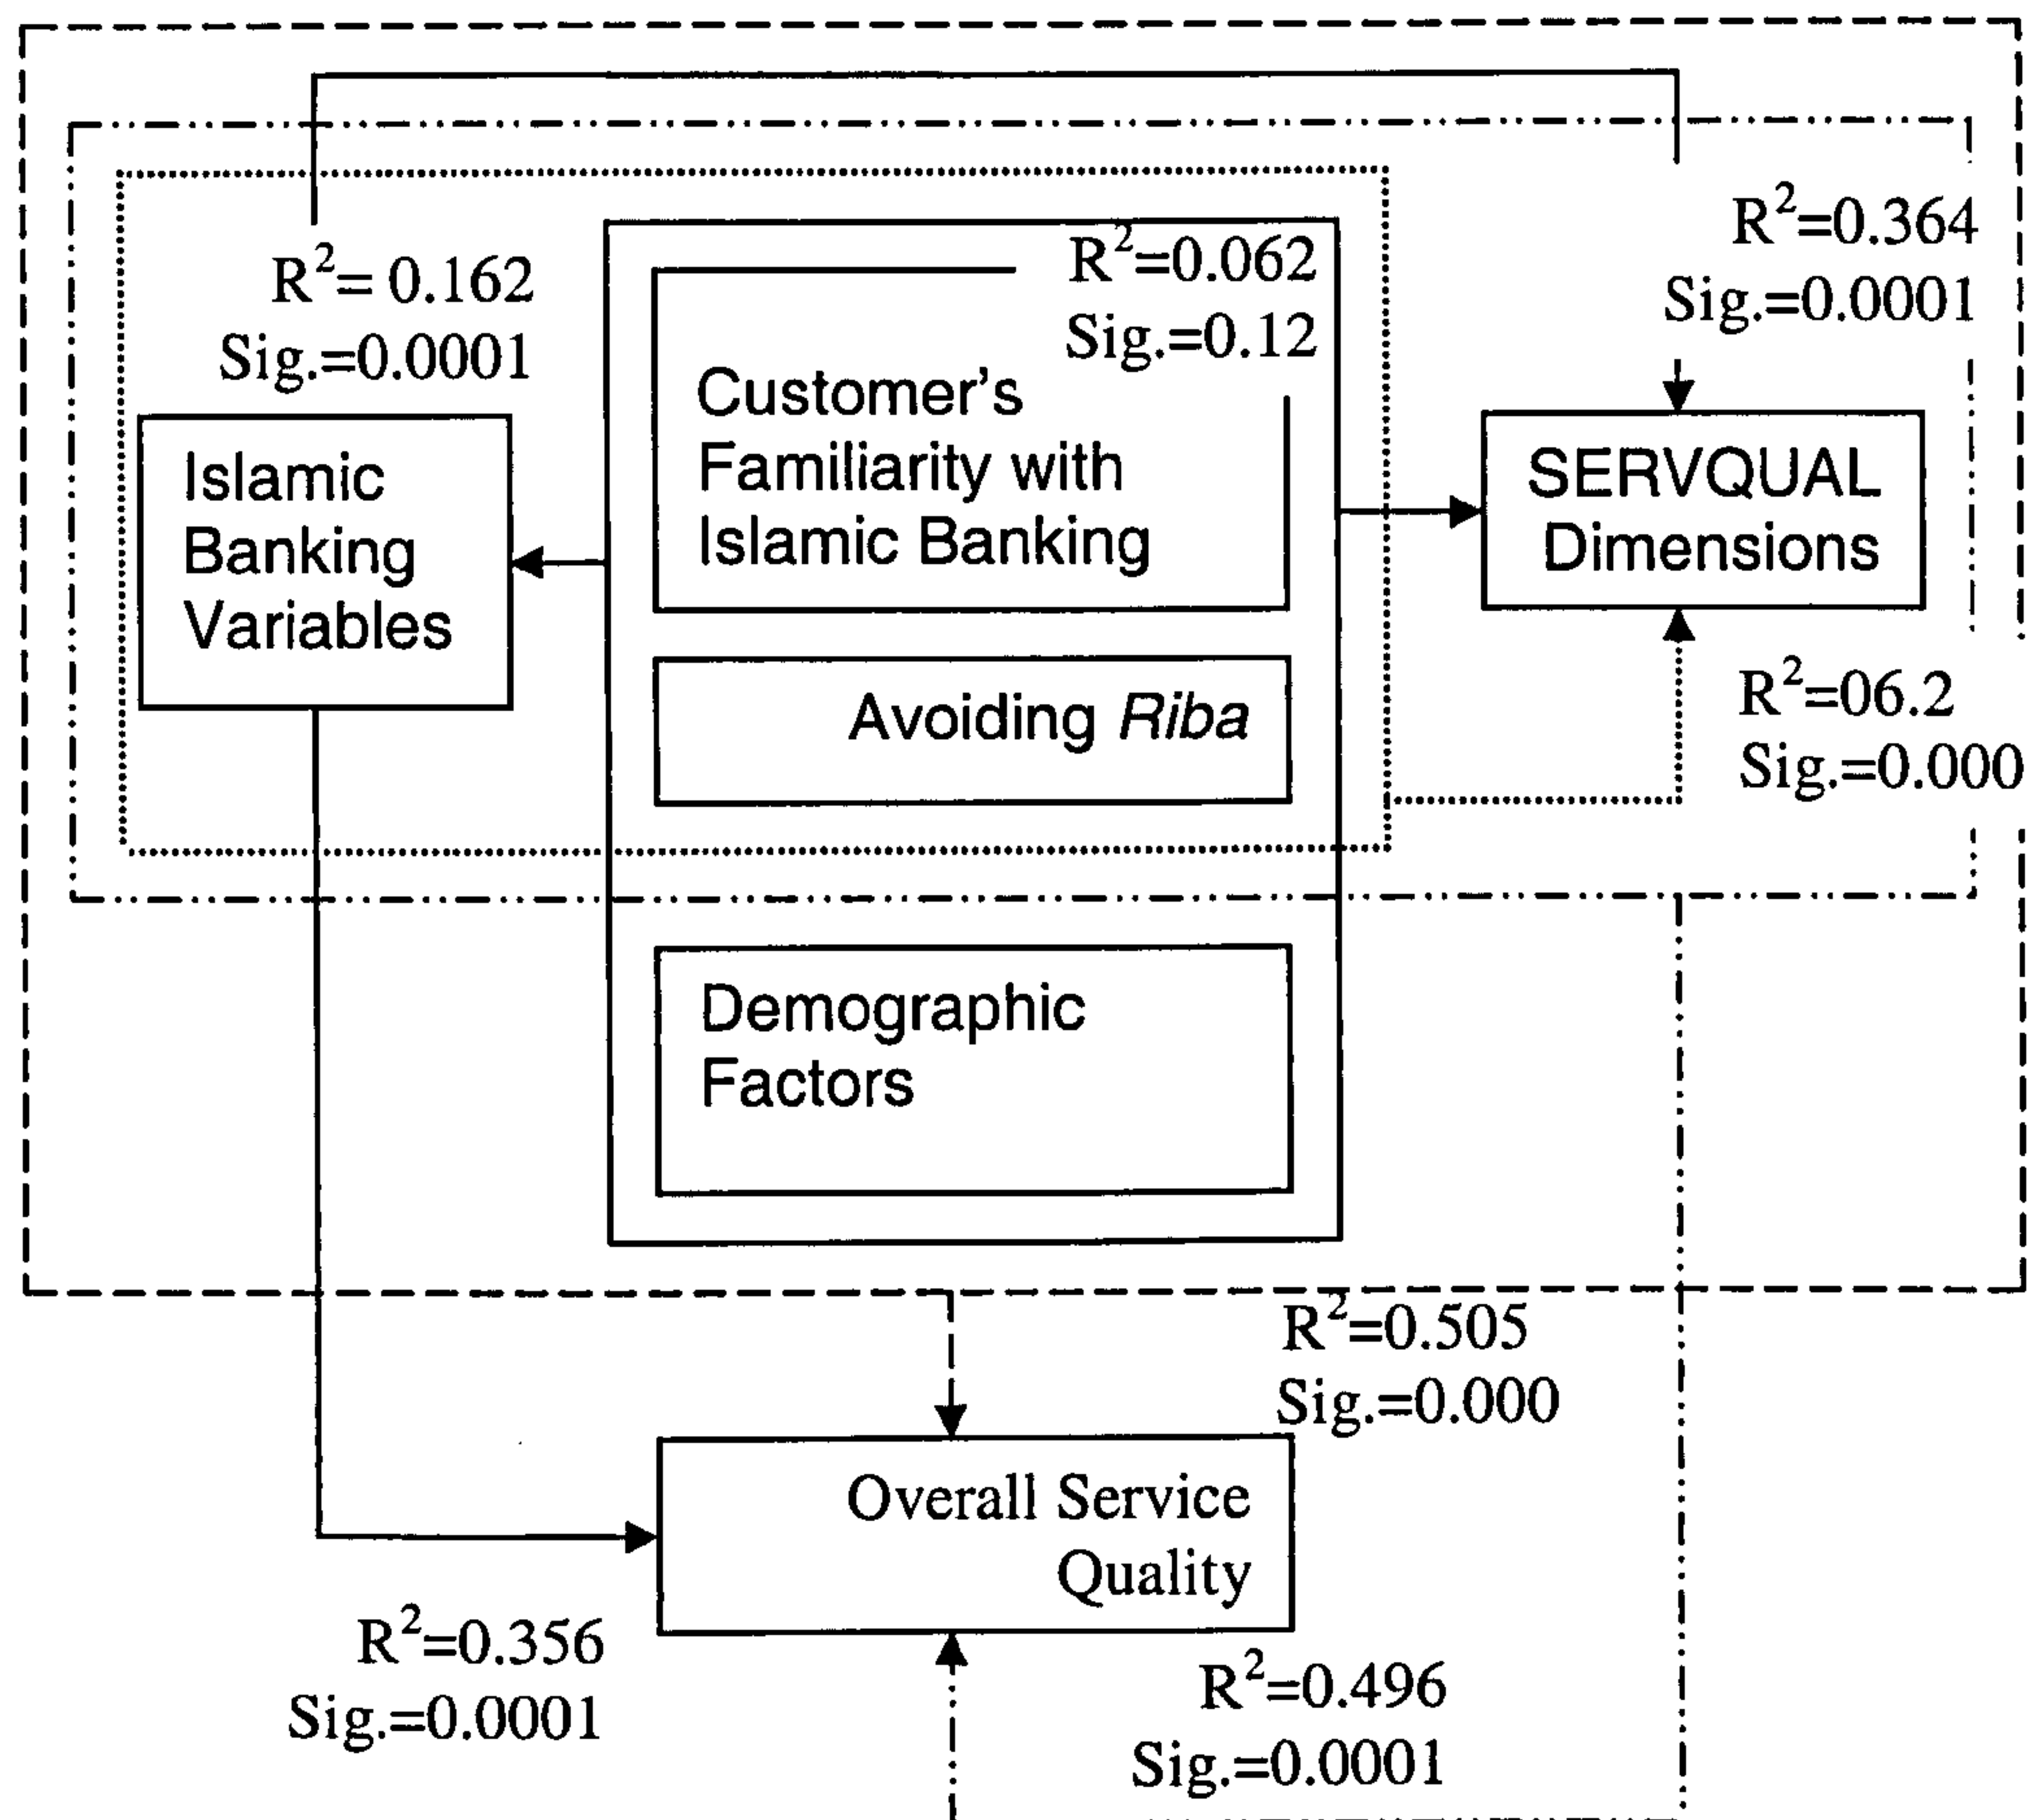 R²= 0.162
Sig.=0.0001
R²=0.062
Sig.=0.12
R²=0.364
Sig.=0.0001
Islamic
Banking
Variables
Customer's
Familiarity with
Islamic Banking
SERVQUAL
Dimensions
Avoiding Riba
R²=06.2
Sig.=0.000
Demographic
Factors
R²=0.505
Sig.=0.000
Overall Service
Quality
R²=0.356
Sig.=0.0001
R²=0.496
Sig.=0.0001